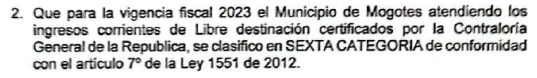 2. Que para la vigencia fiscal 2023 el Municipio de Mogotes atendiendo los
ingresos corrientes de Libre destinación certificados por la Contraloría
General de la Republica, se clasifico en SEXTA CATEGORIA de conformidad
con el artículo 7º de la Ley 1551 de 2012.